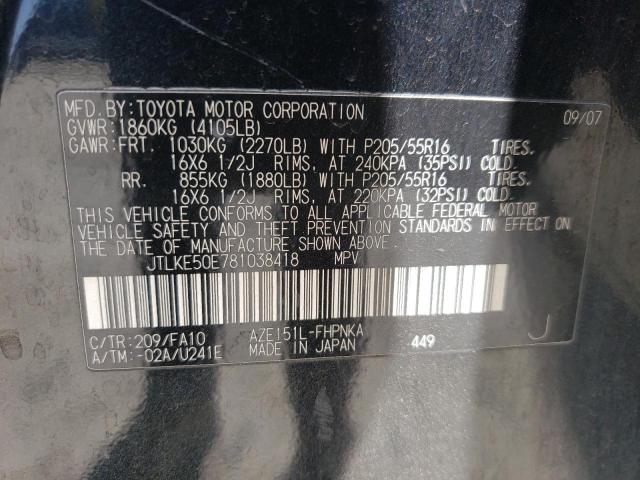 MFD. BY: TOYOTA MOTOR CORPORATION 09/07
GVWR: 1860KG (4105LB)
GAWR: FRT. 1030KG (2270LB) WITH P205/55R16 TIRES.
16X6 1/2J RIMS, AT 240KPA (35PSI) COLD.
RR. 855KG (1880LB) WITH P205/55R16 TIRES.
16X6 1/2J RIMS, AT 220KPA (32PSI) COLD.
THIS VEHICLE CONFORMS TO ALL APPLICABLE FEDERAL MOTOR
VEHICLE SAFETY AND THEFT PREVENTION STANDARDS IN EFFECT ON
THE DATE OF MANUFACTURE SHOWN ABOVE.
JTLKE50E781038418 MPV
C/TR: 209/FA10 AZE151L-FHPNKA
A/TM: -02A/U241E MADE IN JAPAN 449 J